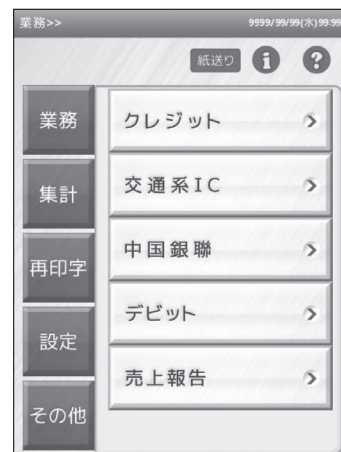 業務>> 9999/99/99(水)99:99
紙送り i ?
業務
集計
再印字
設定
その他
クレジット
交通系IC
中国銀聯
デビット
売上報告